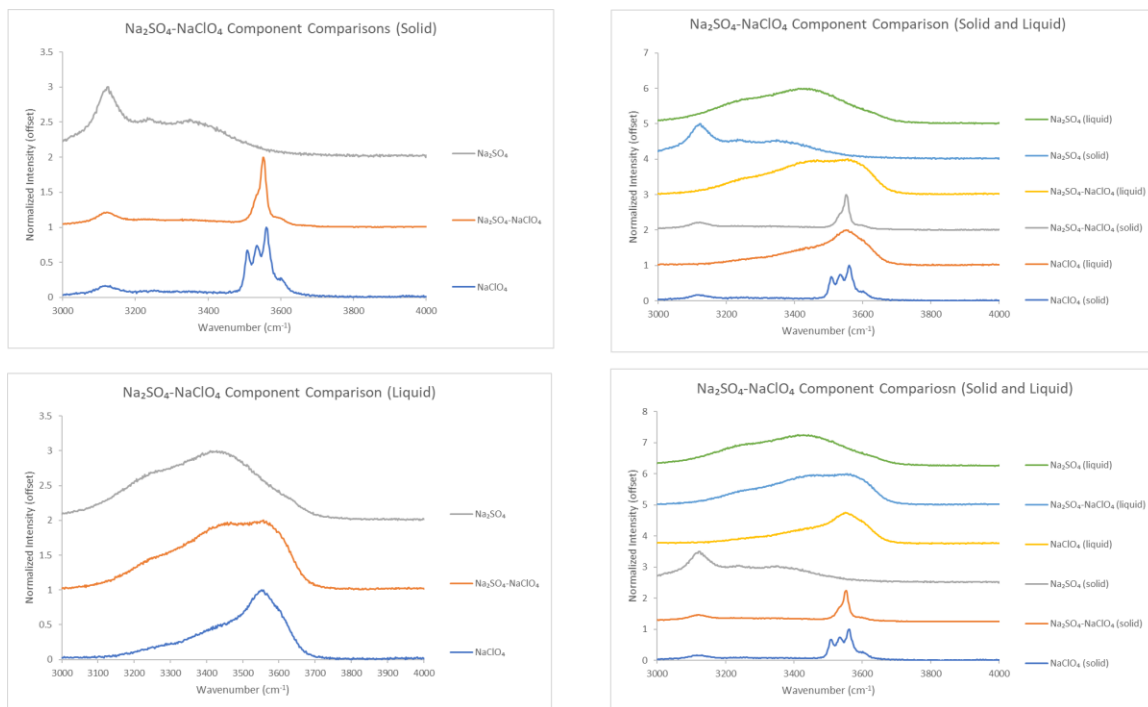 Na₂SO₄-NaClO₄ Component Comparisons (Solid)
3.5
3
2.5
2
1.5
1
0.5
0
Normalized Intensity (offset)
3000 3200 3400 3600 3800 4000
Wavenumber (cm⁻¹)
Na₂SO₄
Na₂SO₄-NaClO₄
NaClO₄
Na₂SO₄-NaClO₄ Component Comparison (Solid and Liquid)
7
6
5
4
3
2
1
0
Normalized Intensity (offset)
3000 3200 3400 3600 3800 4000
Wavenumber (cm⁻¹)
Na₂SO₄ (liquid)
Na₂SO₄ (solid)
Na₂SO₄-NaClO₄ (liquid)
Na₂SO₄-NaClO₄ (solid)
NaClO₄ (liquid)
NaClO₄ (solid)
Na₂SO₄-NaClO₄ Component Comparison (Liquid)
3.5
3
2.5
2
1.5
1
0.5
0
Normalized Intensity (offset)
3000 3100 3200 3300 3400 3500 3600 3700 3800 3900 4000
Wavenumber (cm⁻¹)
Na₂SO₄
Na₂SO₄-NaClO₄
NaClO₄
Na₂SO₄-NaClO₄ Component Compariosn (Solid and Liquid)
8
7
6
5
4
3
2
1
0
Normalized Intensity (offset)
3000 3200 3400 3600 3800 4000
Wavenumber (cm⁻¹)
Na₂SO₄ (liquid)
Na₂SO₄-NaClO₄ (liquid)
NaClO₄ (liquid)
Na₂SO₄ (solid)
Na₂SO₄-NaClO₄ (solid)
NaClO₄ (solid)